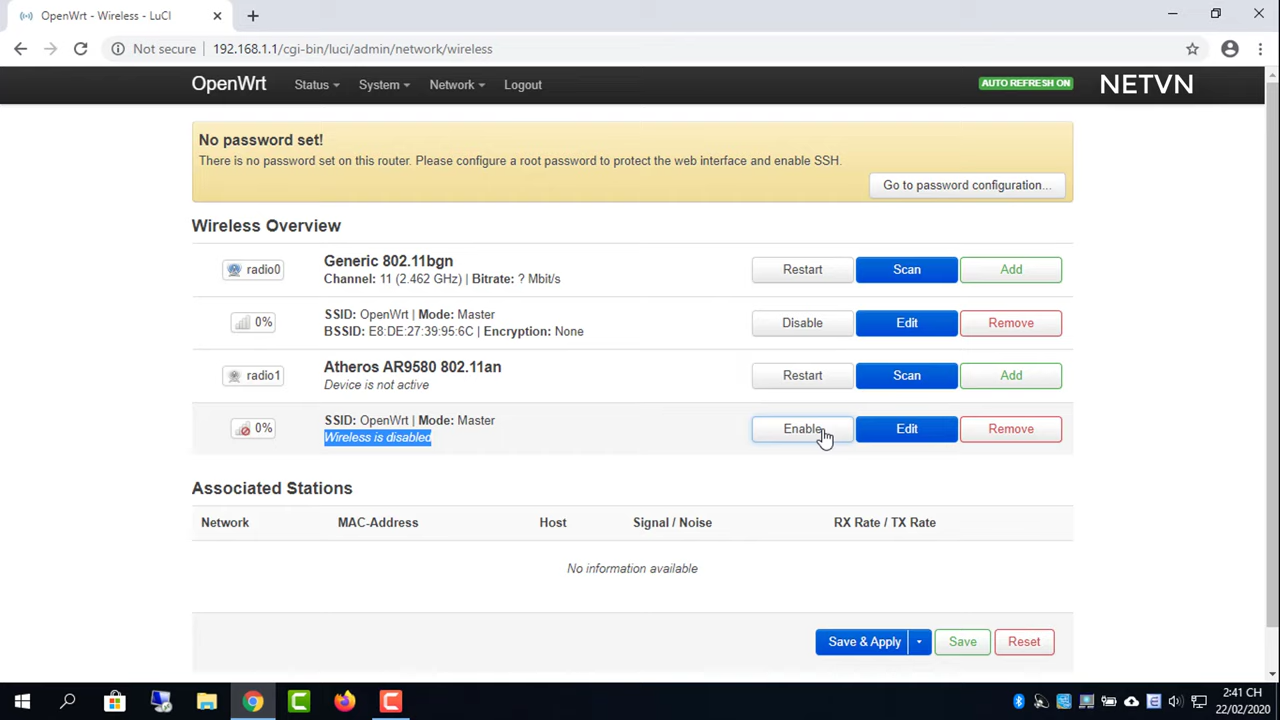 OpenWrt - Wireless - LuCI
Not secure 192.168.1.1/cgi-bin/luci/admin/network/wireless
OpenWrt Status System Network Logout AUTO REFRESH ON NETVN
No password set!
There is no password set on this router. Please configure a root password to protect the web interface and enable SSH.
Go to password configuration...
Wireless Overview
radio0 Generic 802.11bgn Restart Scan Add
Channel: 11 (2.462 GHz) | Bitrate: ? Mbit/s
0% SSID: OpenWrt | Mode: Master Disable Edit Remove
BSSID: E8:DE:27:39:95:6C | Encryption: None
radio1 Atheros AR9580 802.11an Restart Scan Add
Device is not active
0% SSID: OpenWrt | Mode: Master Enable Edit Remove
Wireless is disabled
Associated Stations
Network MAC-Address Host Signal / Noise RX Rate / TX Rate
No information available
Save & Apply Save Reset
2:41 CH
22/02/2020